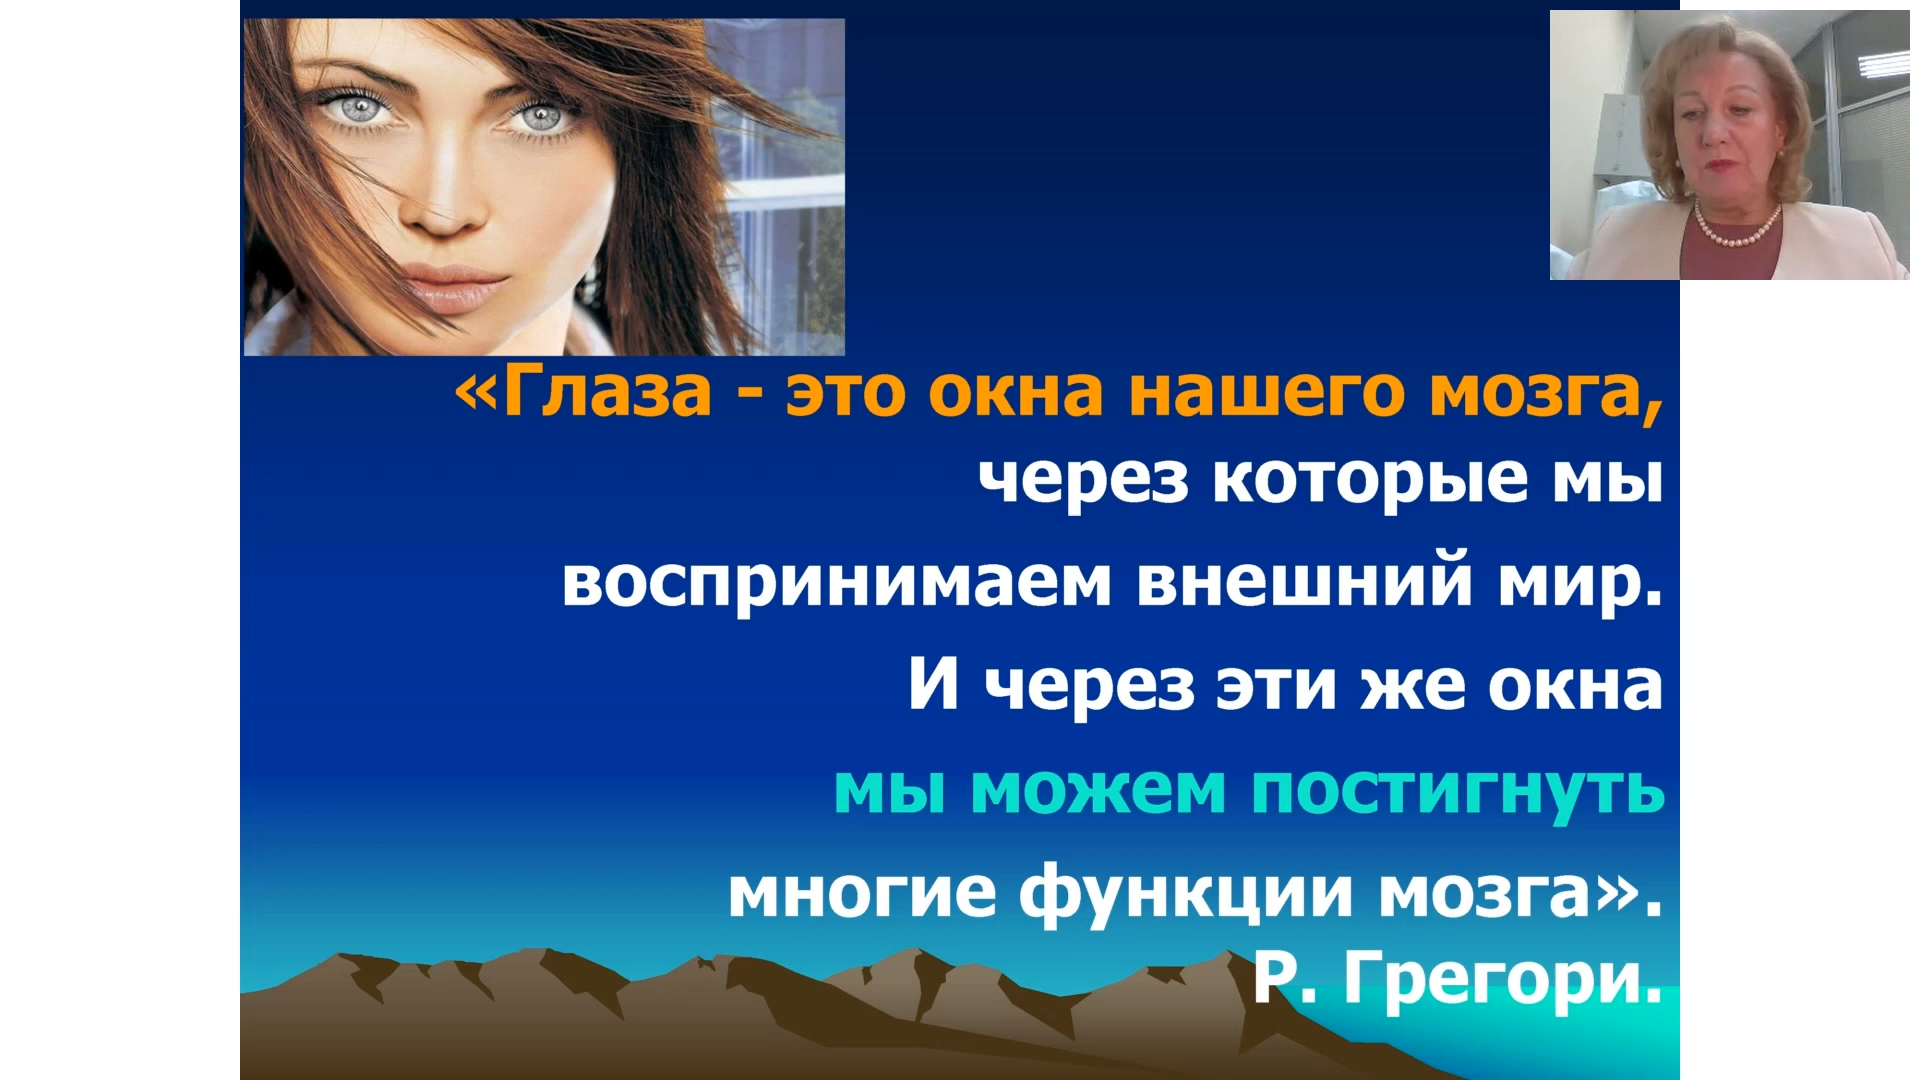 «Глаза - это окна нашего мозга,
через которые мы
воспринимаем внешний мир.
И через эти же окна
мы можем постигнуть
многие функции мозга».
Р. Грегори.